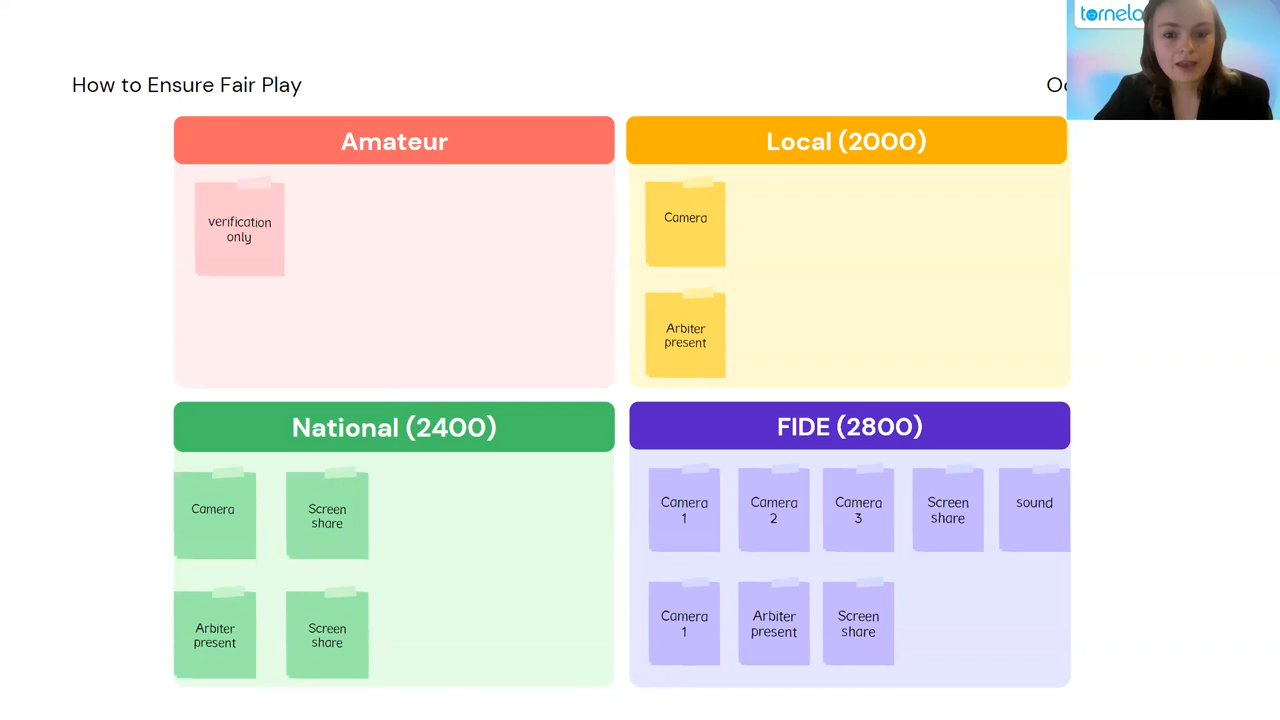 tornelo
How to Ensure Fair Play
Amateur
Local (2000)
verification
only
Camera
Arbiter
present
National (2400)
FIDE (2800)
Camera
Screen
share
Arbiter
present
Screen
share
Camera
1
Camera
2
Camera
3
Screen
share
sound
Camera
1
Arbiter
present
Screen
share